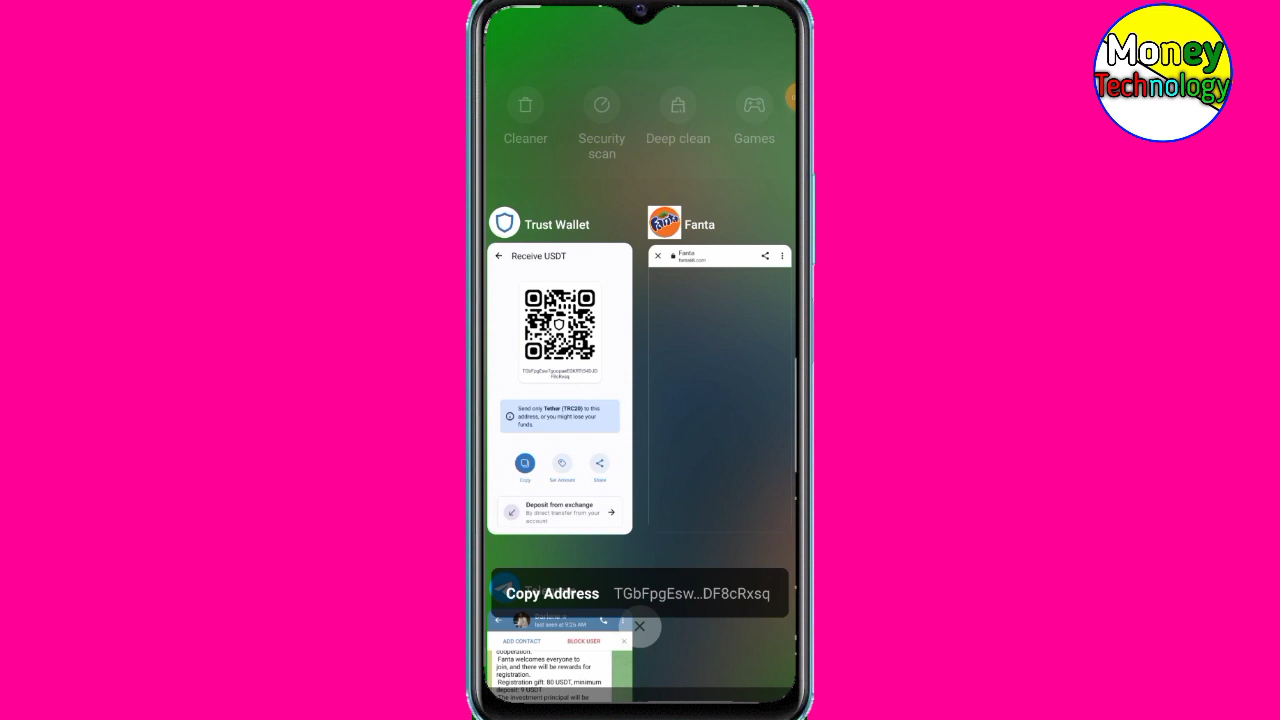 Money
Technology
Cleaner
Security
scan
Deep clean
Games
Trust Wallet
Fanta
Receive USDT
Fanta
Send only Tether (TRC20) to this
address, or you might lose your
funds.
Copy
Set Amount
Share
Deposit from exchange
By direct transfer from your
account
Copy Address TGbFpgEsw...DF8cRxsq
last seen at 9:26 AM
ADD CONTACT
BLOCK USER
cooperation.
Fanta welcomes everyone to
join, and there will be rewards for
registration.
Registration gift: 80 USDT, minimum
deposit: 9 USDT
The investment principal will be